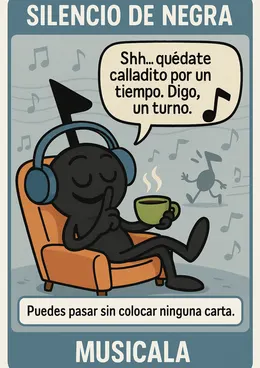 SILENCIO DE NEGRA
Shh... quédate
calladito por un
tiempo. Digo,
un turno.
Puedes pasar sin colocar ninguna carta.
MUSICALA